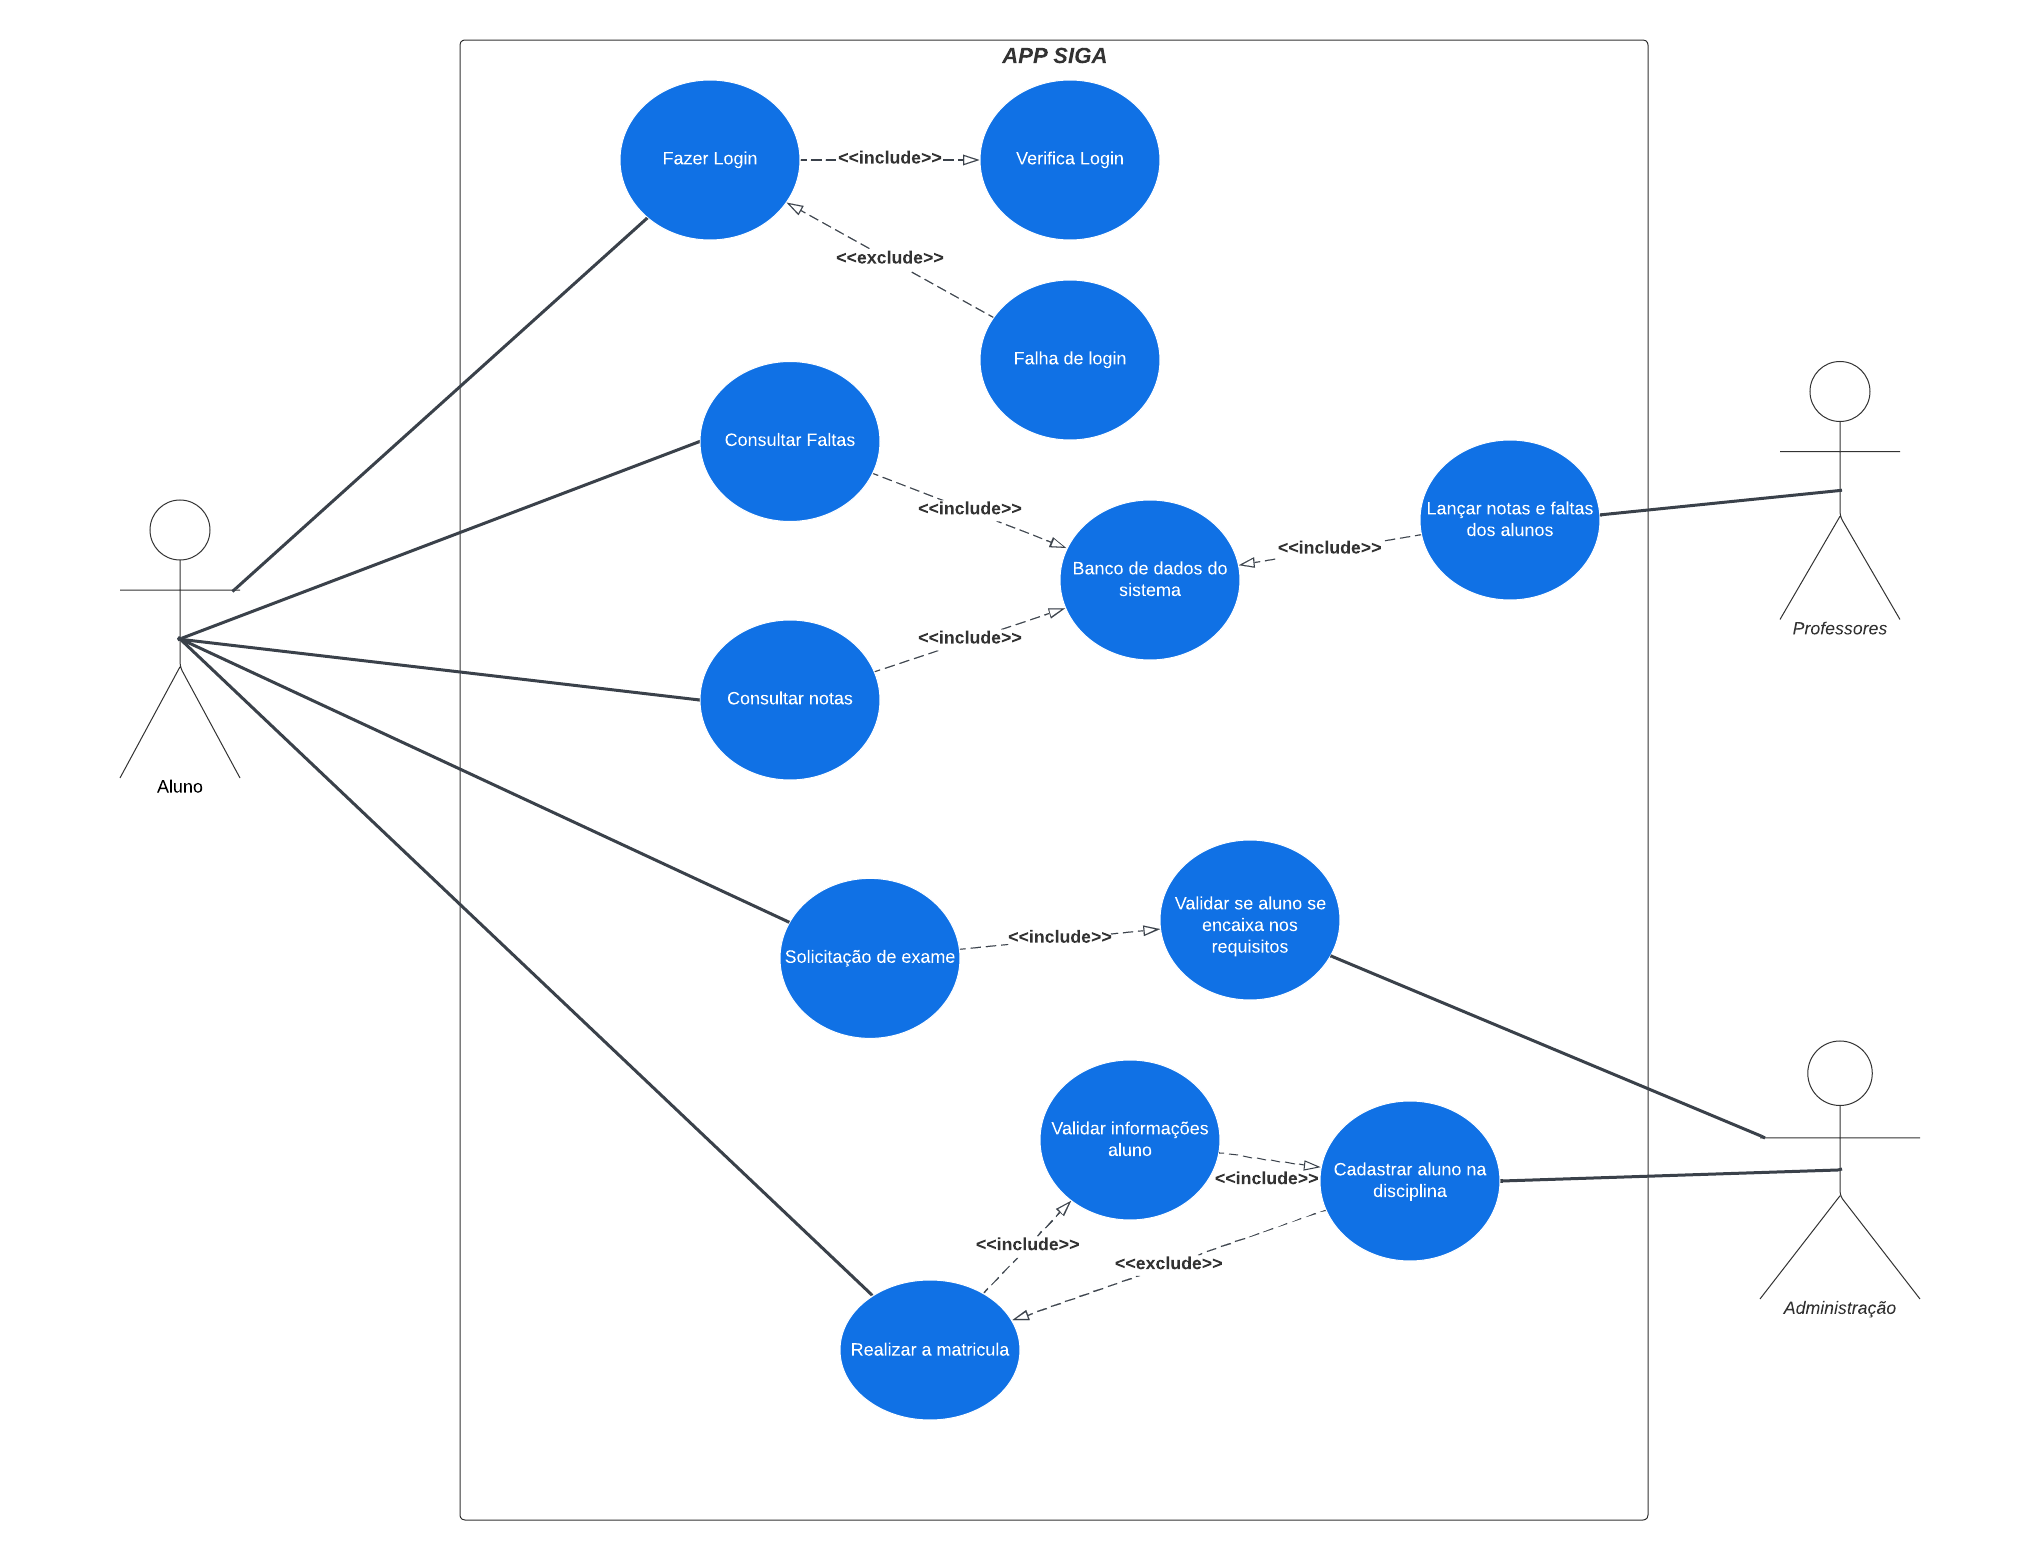 APP SIGA
Fazer Login
<<include>>
Verifica Login
<<exclude>>
Falha de login
Consultar Faltas
<<include>>
Lançar notas e faltas
dos alunos
<<include>>
Banco de dados do
sistema
Professores
<<include>>
Consultar notas
Aluno
Validar se aluno se
encaixa nos
requisitos
<<include>>
Solicitação de exame
Validar informações
aluno
<<include>>
Cadastrar aluno na
disciplina
<<include>>
<<exclude>>
Administração
Realizar a matricula